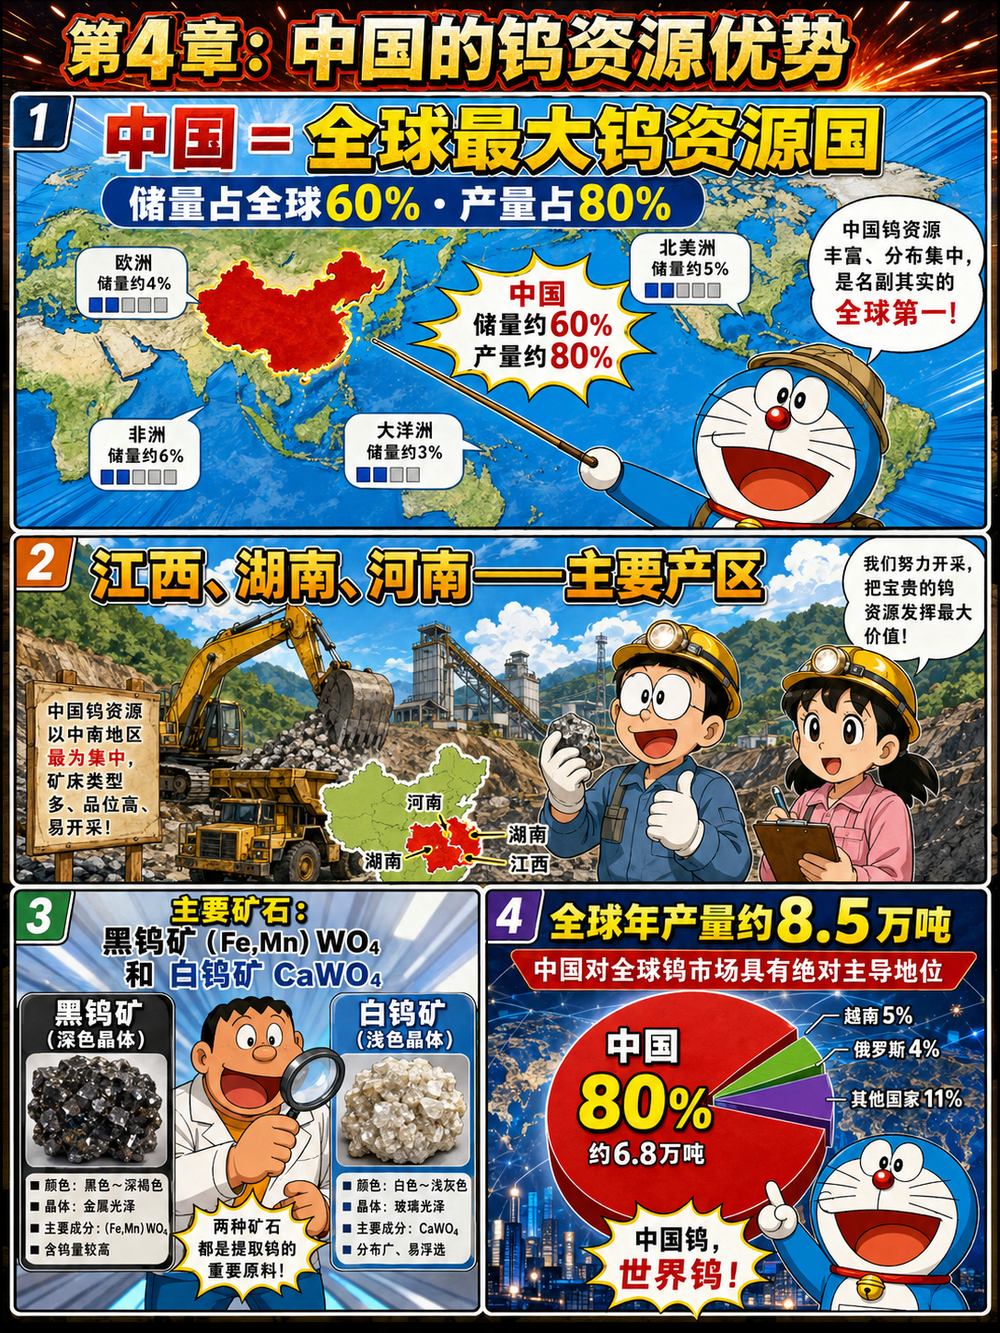 第4章：中国的钨资源优势
1
中国=全球最大钨资源国
储量占全球60%·产量占80%
欧洲
储量约4%
中国
储量约60%
产量约80%
北美洲
储量约5%
中国钨资源
丰富、分布集中，
是名副其实的
全球第一！
非洲
储量约6%
大洋洲
储量约3%
2
江西、湖南、河南——主要产区
我们努力开采，
把宝贵的钨
资源发挥最大
价值！
中国钨资源
以中南地区
最为集中，
矿床类型
多、品位高、
易开采！
河南
湖南
湖南
江西
3
主要矿石：
黑钨矿 (Fe,Mn) WO₄
和 白钨矿 CaWO₄
黑钨矿
（深色晶体）
■ 颜色：黑色～深褐色
■ 晶体：金属光泽
■ 主要成分：(Fe,Mn) WO₄
■ 含钨量较高
白钨矿
（浅色晶体）
■ 颜色：白色～浅灰色
■ 晶体：玻璃光泽
■ 主要成分：CaWO₄
■ 分布广、易浮选
两种矿石
都是提取钨的
重要原料！
4
全球年产量约8.5万吨
中国对全球钨市场具有绝对主导地位
中国
80%
约6.8万吨
越南5%
俄罗斯4%
其他国家11%
中国钨，
世界钨！